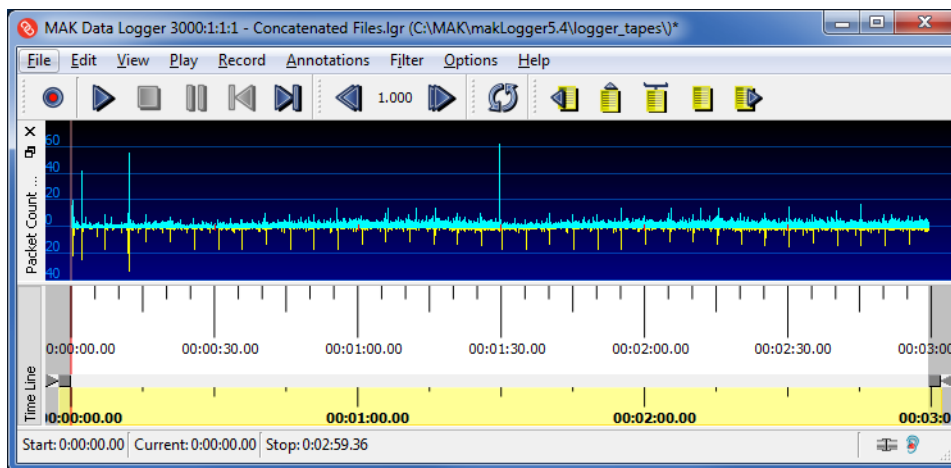 MAK Data Logger 3000:1:1:1 - Concatenated Files.lgr (C:\MAK\makLogger5.4\logger_tapes\)*
File Edit View Play Record Annotations Filter Options Help
1.000
Packet Count ...
60
40
20
0
20
40
Time Line
0:00:00.00 00:00:30.00 00:01:00.00 00:01:30.00 00:02:00.00 00:02:30.00 00:03:00
0:00:00.00 00:01:00.00 00:02:00.00 00:03:0
Start: 0:00:00.00 Current: 0:00:00.00 Stop: 0:02:59.36